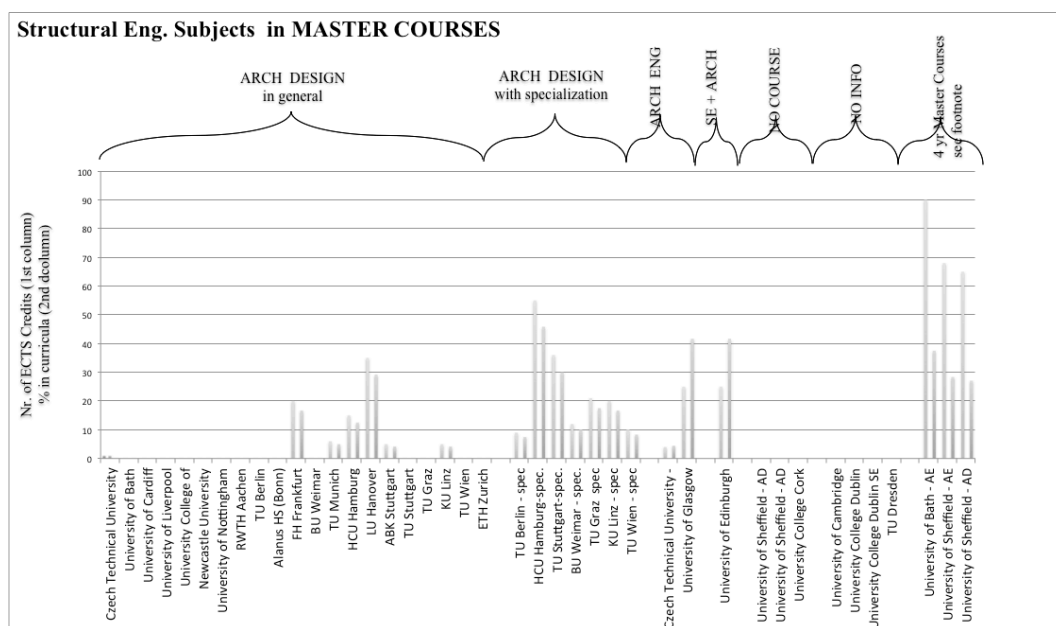 Structural Eng. Subjects in MASTER COURSES
ARCH DESIGN
in general
ARCH DESIGN
with specialization
ARCH ENG
SE + ARCH
NO COURSE
NO INFO
4 yr Master Courses
see footnote
Nr. of ECTS Credits (1st column)
% in curricula (2nd dcolumn)
100
90
80
70
60
50
40
30
20
10
0
Czech Technical University
University of Bath
University of Cardiff
University of Liverpool
University College of
Newcastle University
University of Nottingham
RWTH Aachen
TU Berlin
Alanus HS (Bonn)
FH Frankfurt
BU Weimar
TU Munich
HCU Hamburg
LU Hanover
ABK Stuttgart
TU Stuttgart
TU Graz
KU Linz
TU Wien
ETH Zurich
TU Berlin - spec
HCU Hamburg-spec.
TU Stuttgart-spec.
BU Weimar - spec.
TU Graz spec
KU Linz - spec
TU Wien - spec
Czech Technical University -
University of Glasgow
University of Edinburgh
University of Sheffield - AD
University of Sheffield - AD
University College Cork
University of Cambridge
University College Dublin
University College Dublin SE
TU Dresden
University of Bath - AE
University of Sheffield - AE
University of Sheffield - AD